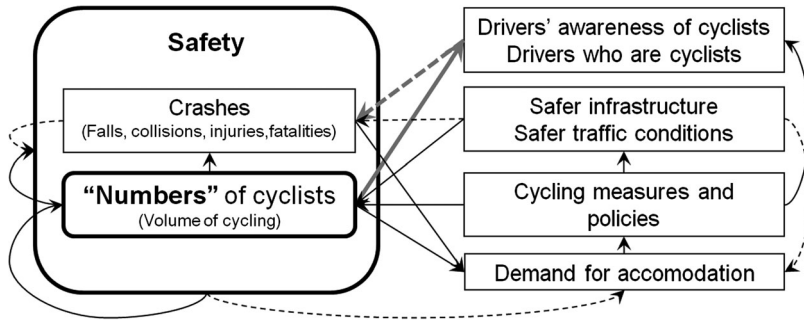 Safety
Crashes
(Falls, collisions, injuries,fatalities)
“Numbers” of cyclists
(Volume of cycling)
Drivers’ awareness of cyclists
Drivers who are cyclists
Safer infrastructure
Safer traffic conditions
Cycling measures and
policies
Demand for accomodation